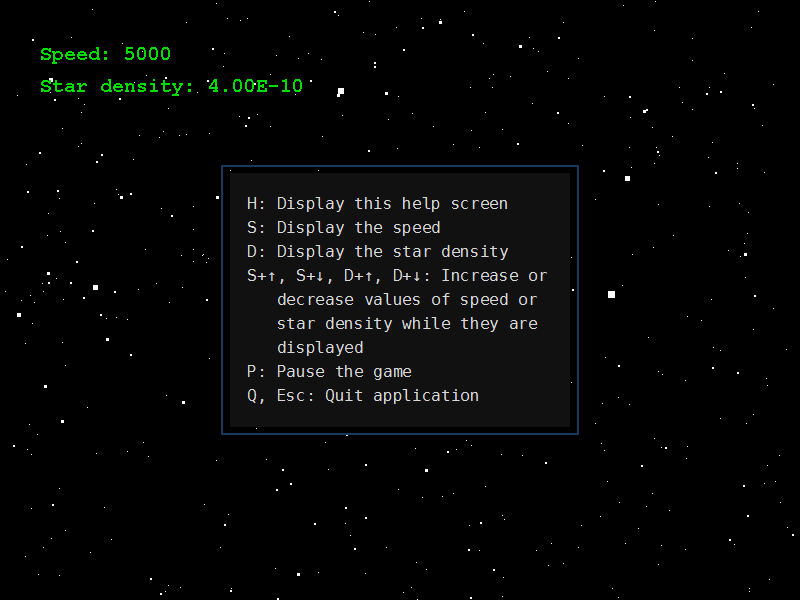 Speed: 5000
Star density: 4.00E-10
H: Display this help screen
S: Display the speed
D: Display the star density
S+↑, S+↓, D+↑, D+↓: Increase or
decrease values of speed or
star density while they are
displayed
P: Pause the game
Q, Esc: Quit application